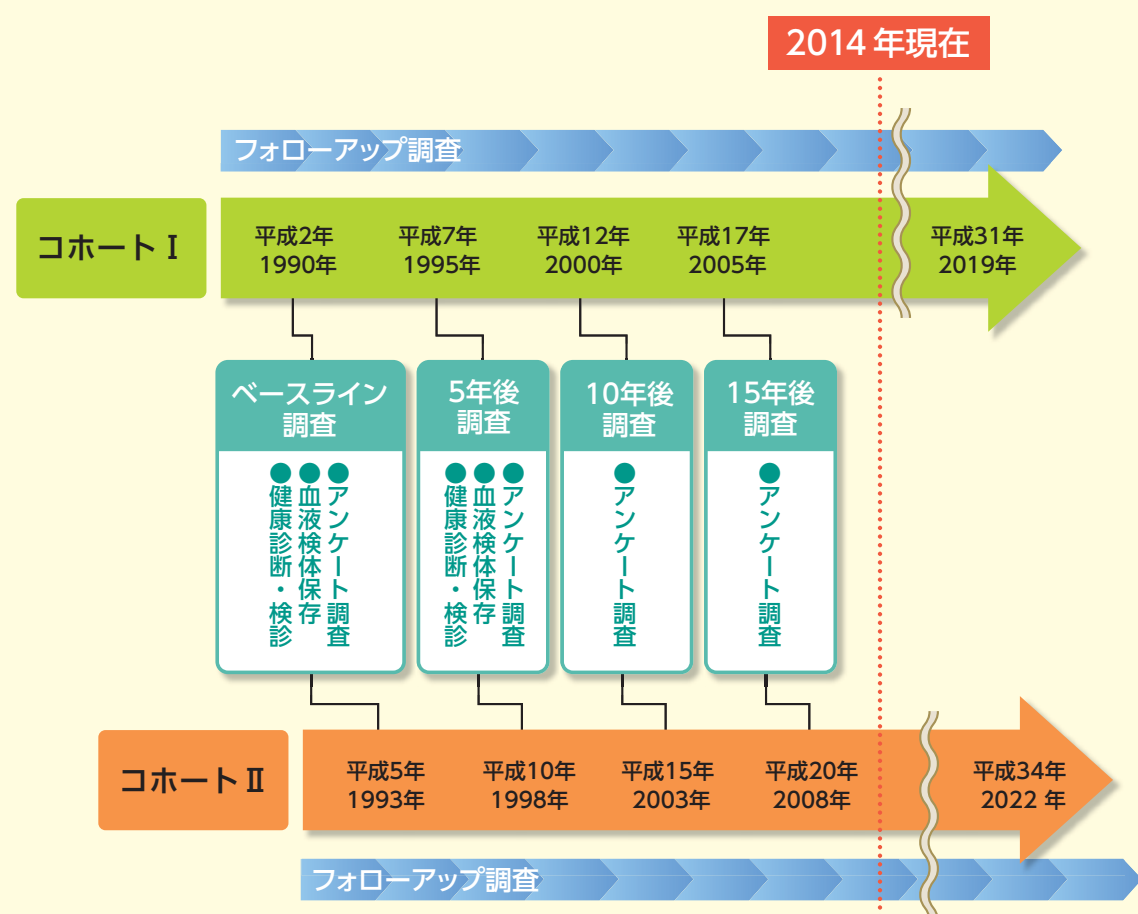 2014年現在
フォローアップ調査
コホートⅠ
平成2年
1990年
平成7年
1995年
平成12年
2000年
平成17年
2005年
平成31年
2019年
ベースライン
調査
●アンケート調査
●血液検体保存
●健康診断・検診
5年後
調査
●アンケート調査
●血液検体保存
●健康診断・検診
10年後
調査
●アンケート調査
15年後
調査
●アンケート調査
コホートⅡ
平成5年
1993年
平成10年
1998年
平成15年
2003年
平成20年
2008年
平成34年
2022 年
フォローアップ調査